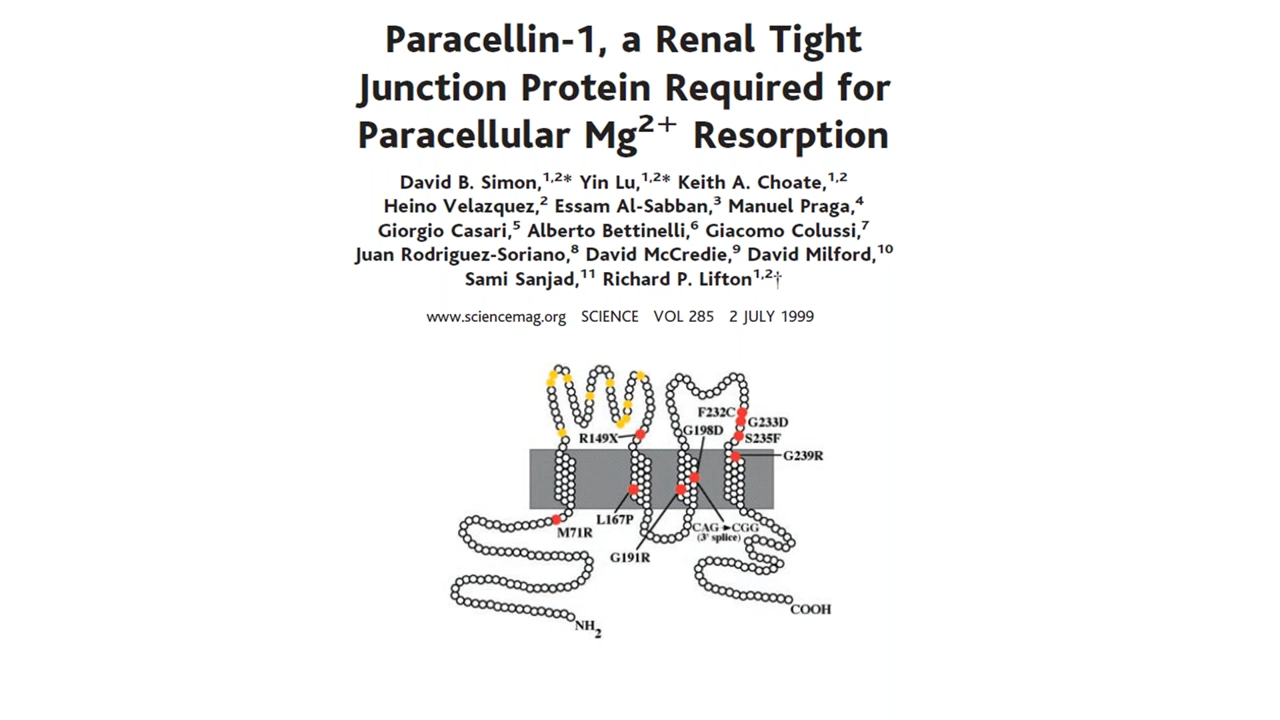 Paracellin-1, a Renal Tight
Junction Protein Required for
Paracellular Mg²⁺ Resorption
David B. Simon,¹,²* Yin Lu,¹,²* Keith A. Choate,¹,²
Heino Velazquez,² Essam Al-Sabban,³ Manuel Praga,⁴
Giorgio Casari,⁵ Alberto Bettinelli,⁶ Giacomo Colussi,⁷
Juan Rodriguez-Soriano,⁸ David McCredie,⁹ David Milford,¹⁰
Sami Sanjad,¹¹ Richard P. Lifton¹,²†
www.sciencemag.org SCIENCE VOL 285 2 JULY 1999
F232C
G233D
G198D
R149X
S235F
G239R
L167P
CAG ➛ CGG
(3' splice)
M71R
G191R
COOH
NH₂